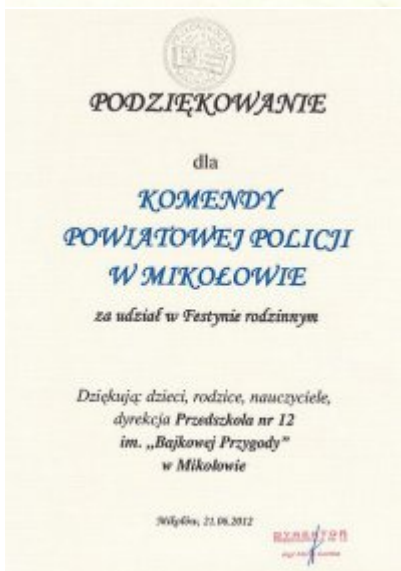 PODZIĘKOWANIE
dla
KOMENDY
POWIATOWEJ POLICJI
W MIKOŁOWIE
za udział w Festynie rodzinnym
Dziękują: dzieci, rodzice, nauczyciele,
dyrekcja Przedszkola nr 12
im. „Bajkowej Przygody”
w Mikołowie
Mikołów, 21.06.2012
DYREKTOR